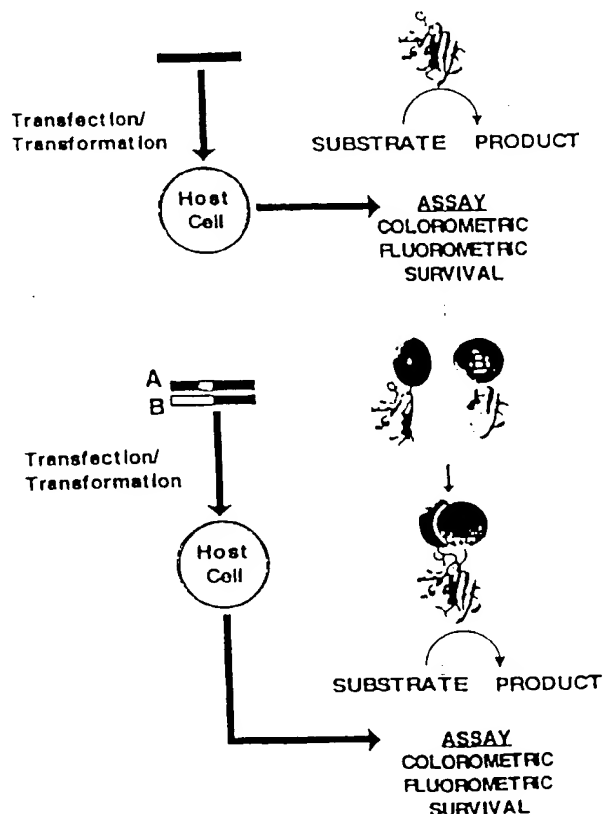 Transfection/
Transformation
SUBSTRATE PRODUCT
Host
Cell
ASSAY
COLOROMETRIC
FLUOROMETRIC
SURVIVAL
A
B
B
Transfection/
Transformation
Host
Cell
SUBSTRATE PRODUCT
ASSAY
COLOROMETRIC
FLUOROMETRIC
SURVIVAL